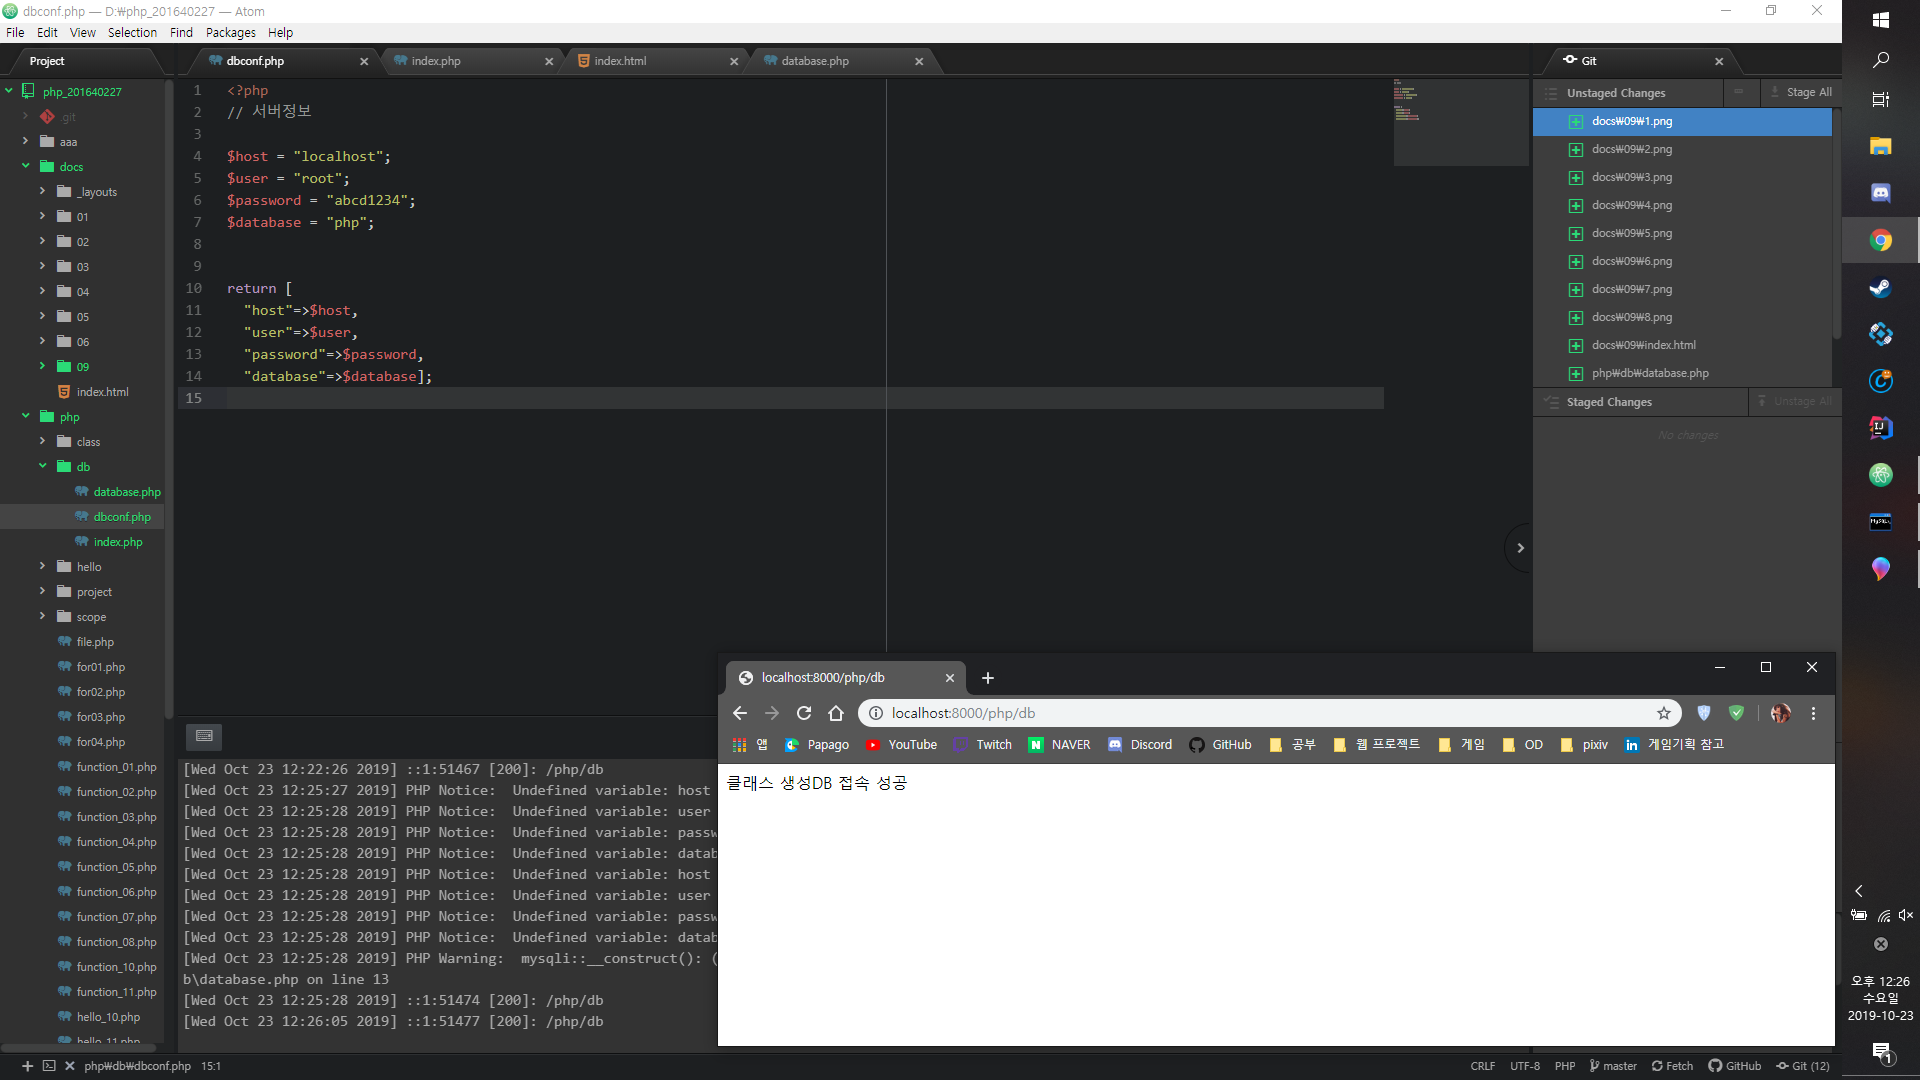 dbconf.php — D:₩php_201640227 — Atom
File Edit View Selection Find Packages Help
Project
dbconf.php
index.php
index.html
database.php
Git
php_201640227
.git
aaa
docs
_layouts
01
02
03
04
05
06
09
index.html
php
class
db
database.php
dbconf.php
index.php
hello
project
scope
file.php
for01.php
for02.php
for03.php
for04.php
function_01.php
function_02.php
function_03.php
function_04.php
function_05.php
function_06.php
function_07.php
function_08.php
function_10.php
function_11.php
hello_10.php
hello_11.php
1 <?php
2 // 서버정보
3
4 $host = "localhost";
5 $user = "root";
6 $password = "abcd1234";
7 $database = "php";
8
9
10 return [
11 "host"=>$host,
12 "user"=>$user,
13 "password"=>$password,
14 "database"=>$database];
15
Unstaged Changes Stage All
docs₩09₩1.png
docs₩09₩2.png
docs₩09₩3.png
docs₩09₩4.png
docs₩09₩5.png
docs₩09₩6.png
docs₩09₩7.png
docs₩09₩8.png
docs₩09₩index.html
php₩db₩database.php
Staged Changes Unstage All
No changes
[Wed Oct 23 12:22:26 2019] ::1:51467 [200]: /php/db
[Wed Oct 23 12:25:27 2019] PHP Notice:  Undefined variable: host
[Wed Oct 23 12:25:28 2019] PHP Notice:  Undefined variable: user
[Wed Oct 23 12:25:28 2019] PHP Notice:  Undefined variable: passw
[Wed Oct 23 12:25:28 2019] PHP Notice:  Undefined variable: datab
[Wed Oct 23 12:25:28 2019] PHP Notice:  Undefined variable: host
[Wed Oct 23 12:25:28 2019] PHP Notice:  Undefined variable: user
[Wed Oct 23 12:25:28 2019] PHP Notice:  Undefined variable: passw
[Wed Oct 23 12:25:28 2019] PHP Notice:  Undefined variable: datab
[Wed Oct 23 12:25:28 2019] PHP Warning:  mysqli::__construct(): (
b\database.php on line 13
[Wed Oct 23 12:25:28 2019] ::1:51474 [200]: /php/db
[Wed Oct 23 12:26:05 2019] ::1:51477 [200]: /php/db
localhost:8000/php/db
localhost:8000/php/db
앱 Papago YouTube Twitch NAVER Discord GitHub 공부 웹 프로젝트 게임 OD pixiv 게임기획 참고
클래스 생성DB 접속 성공
php₩db₩dbconf.php 15:1
CRLF UTF-8 PHP master Fetch GitHub Git (12)
오후 12:26
수요일
2019-10-23
1